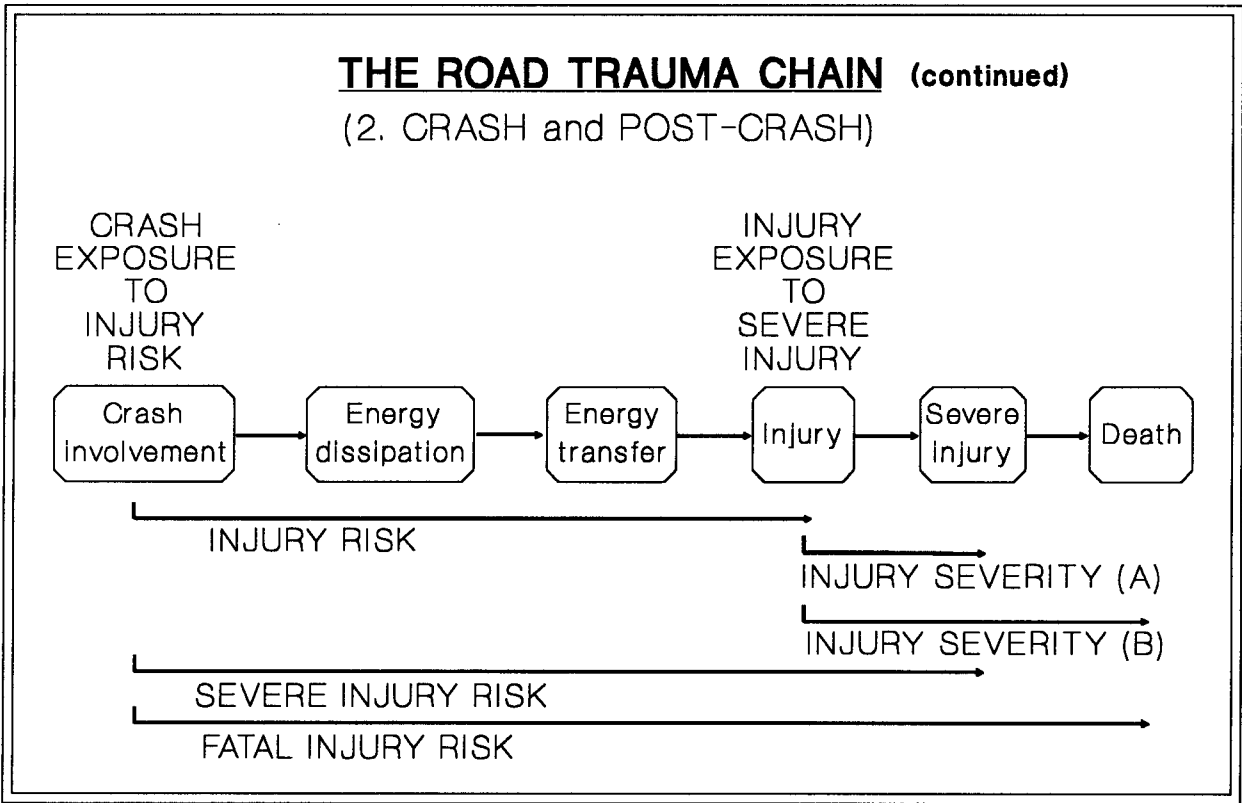 THE ROAD TRAUMA CHAIN (continued)
(2. CRASH and POST-CRASH)
CRASH
EXPOSURE
TO
INJURY
RISK
INJURY
EXPOSURE
TO
SEVERE
INJURY
Crash
involvement
Energy
dissipation
Energy
transfer
Injury
Severe
injury
Death
INJURY RISK
INJURY SEVERITY (A)
INJURY SEVERITY (B)
SEVERE INJURY RISK
FATAL INJURY RISK